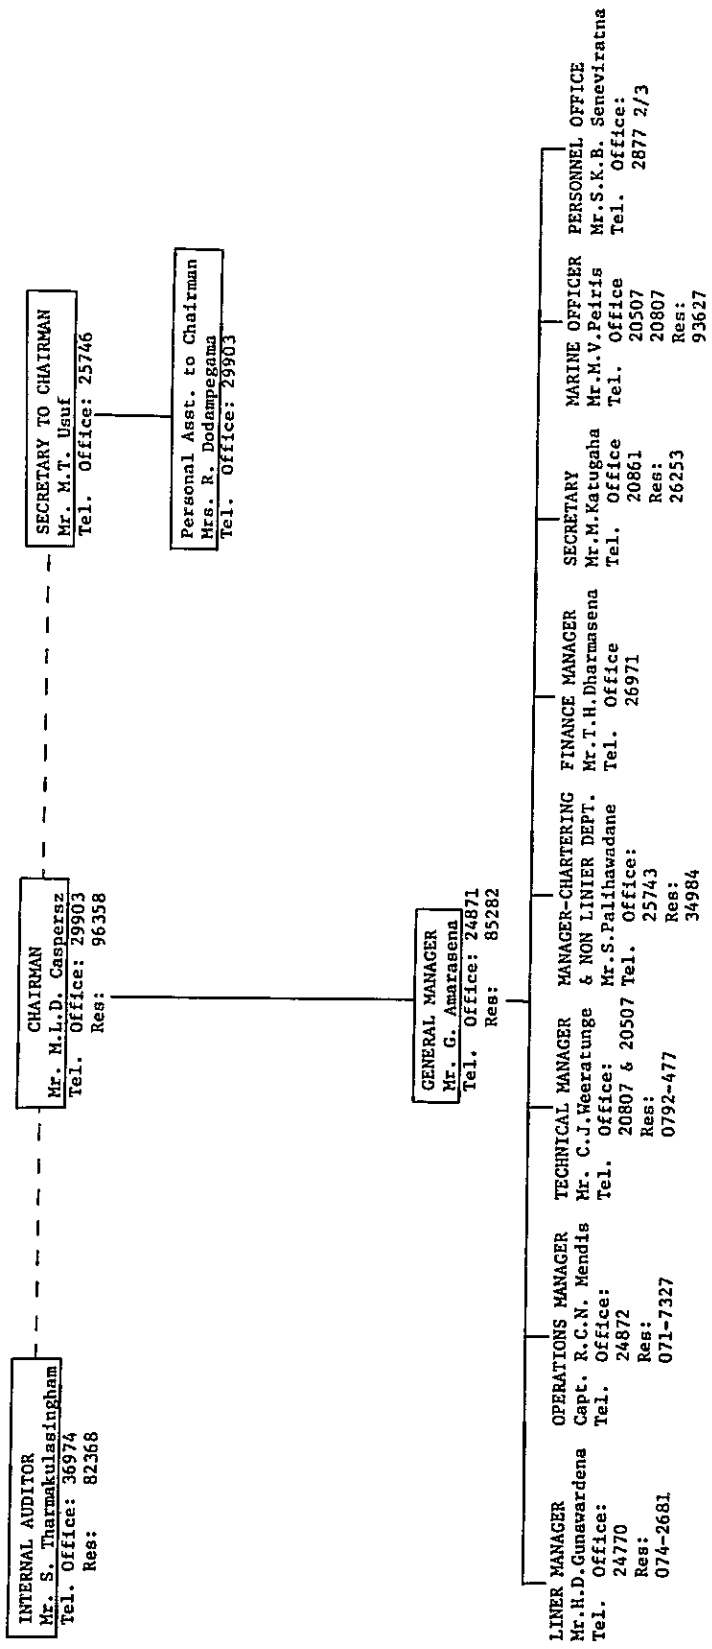 INTERNAL AUDITOR
Mr. S. Tharmakulasingham
Tel. Office: 36974
Res: 82368
CHAIRMAN
Mr. M.L.D. Caspersz
Tel. Office: 29903
Res: 96358
SECRETARY TO CHAIRMAN
Mr. M.T. Usuf
Tel. Office: 25746
Personal Asst. to Chairman
Mrs. R. Dodampegama
Tel. Office: 29903
GENERAL MANAGER
Mr. G. Amarasena
Tel. Office: 24871
Res: 85282
LINER MANAGER
Mr.H.D.Gunawardena
Tel. Office:
24770
Res:
074-2681
OPERATIONS MANAGER
Capt. R.C.N. Mendis
Tel. Office:
24872
Res:
071-7327
TECHNICAL MANAGER
Mr. C.J.Weeratunge
Tel. Office:
20807 & 20507
Res:
0792-477
MANAGER-CHARTERING
& NON LINIER DEPT.
Mr.S.Palihawadane
Tel. Office:
25743
Res:
34984
FINANCE MANAGER
Mr.T.H.Dharmasena
Tel. Office
26971
SECRETARY
Mr.M.Katugaha
Tel. Office
20861
Res:
26253
MARINE OFFICER
Mr.M.V.Peiris
Tel. Office
20507
20807
Res:
93627
PERSONNEL OFFICE
Mr.S.K.B. Seneviratna
Tel. Office:
2877 2/3